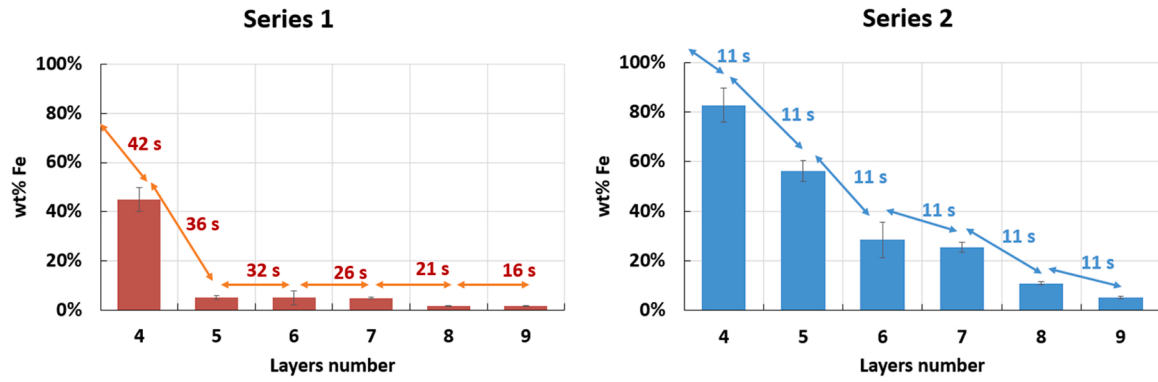 Series 1
100%
80%
60%
40%
20%
0%
wt% Fe
42 s
36 s
32 s
26 s
21 s
16 s
4 5 6 7 8 9
Layers number
Series 2
100%
80%
60%
40%
20%
0%
wt% Fe
11 s
11 s
11 s
11 s
11 s
11 s
4 5 6 7 8 9
Layers number